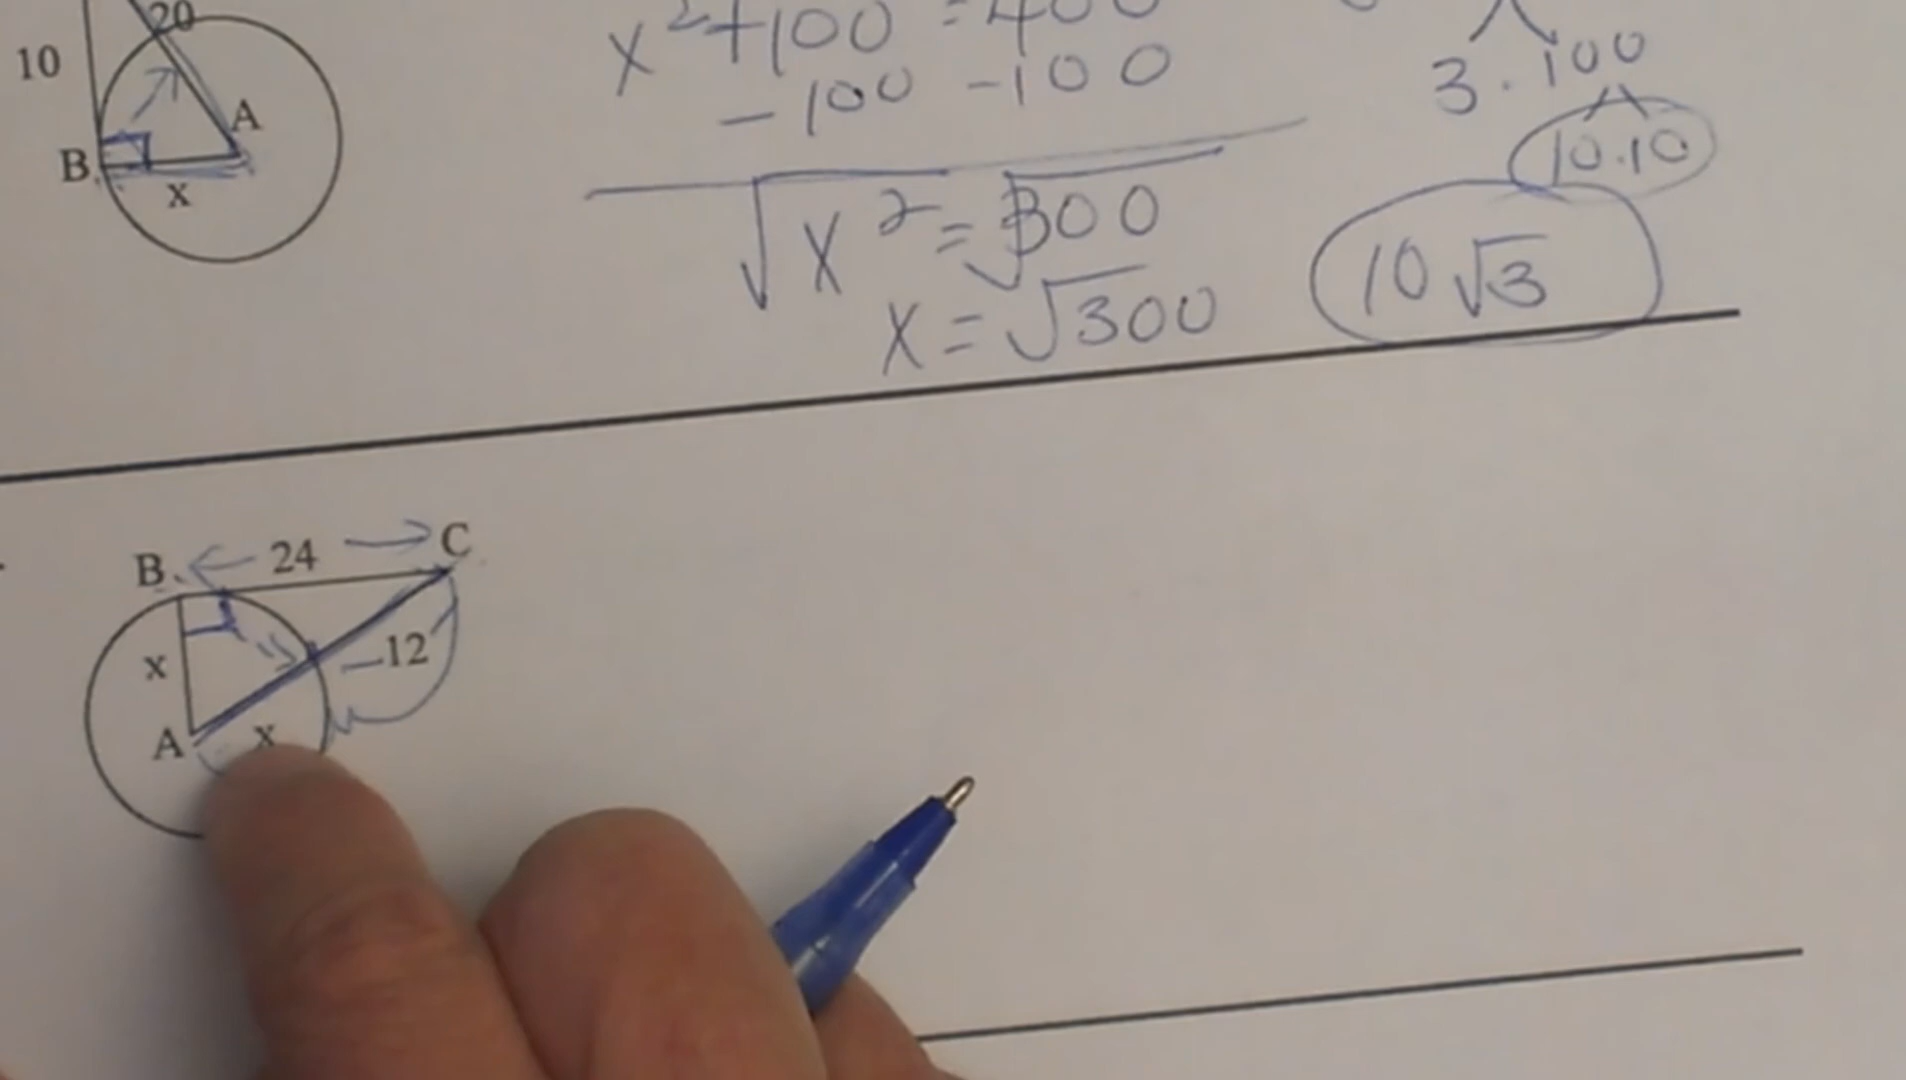 20
10
A
B
x
x² + 100 = 400
- 100 - 100
√x² = √300
x = √300
3 · 100
10 · 10
10 √3
B 24 C
x
12
A
x